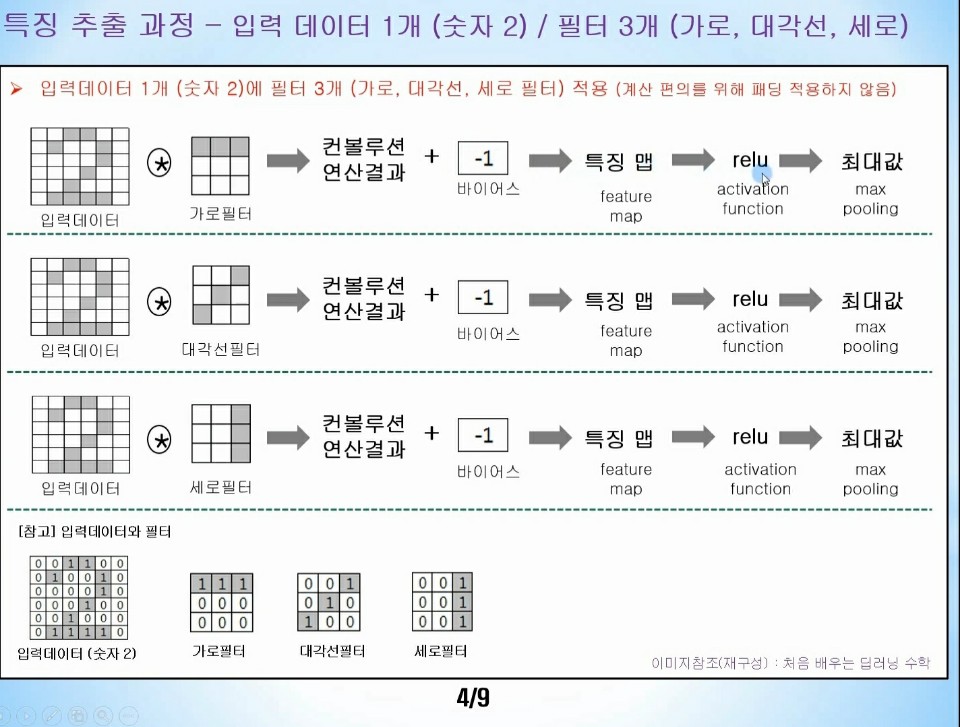 특징 추출 과정 – 입력 데이터 1개 (숫자 2) / 필터 3개 (가로, 대각선, 세로)
➤ 입력데이터 1개 (숫자 2)에 필터 3개 (가로, 대각선, 세로 필터) 적용 (계산 편의를 위해 패딩 적용하지 않음)
입력데이터
가로필터
컨볼루션
연산결과
+
-1
바이어스
특징 맵
feature
map
relu
activation
function
최대값
max
pooling
입력데이터
대각선필터
컨볼루션
연산결과
+
-1
바이어스
특징 맵
feature
map
relu
activation
function
최대값
max
pooling
입력데이터
세로필터
컨볼루션
연산결과
+
-1
바이어스
특징 맵
feature
map
relu
activation
function
최대값
max
pooling
[참고] 입력데이터와 필터
0 0 1 1 0 0
0 1 0 0 1 0
0 0 0 0 1 0
0 0 0 1 0 0
0 0 1 0 0 0
0 1 1 1 1 0
입력데이터 (숫자 2)
1 1 1
0 0 0
0 0 0
가로필터
0 0 1
0 1 0
1 0 0
대각선필터
0 0 1
0 0 1
0 0 1
세로필터
이미지참조(재구성) : 처음 배우는 딥러닝 수학
4/9